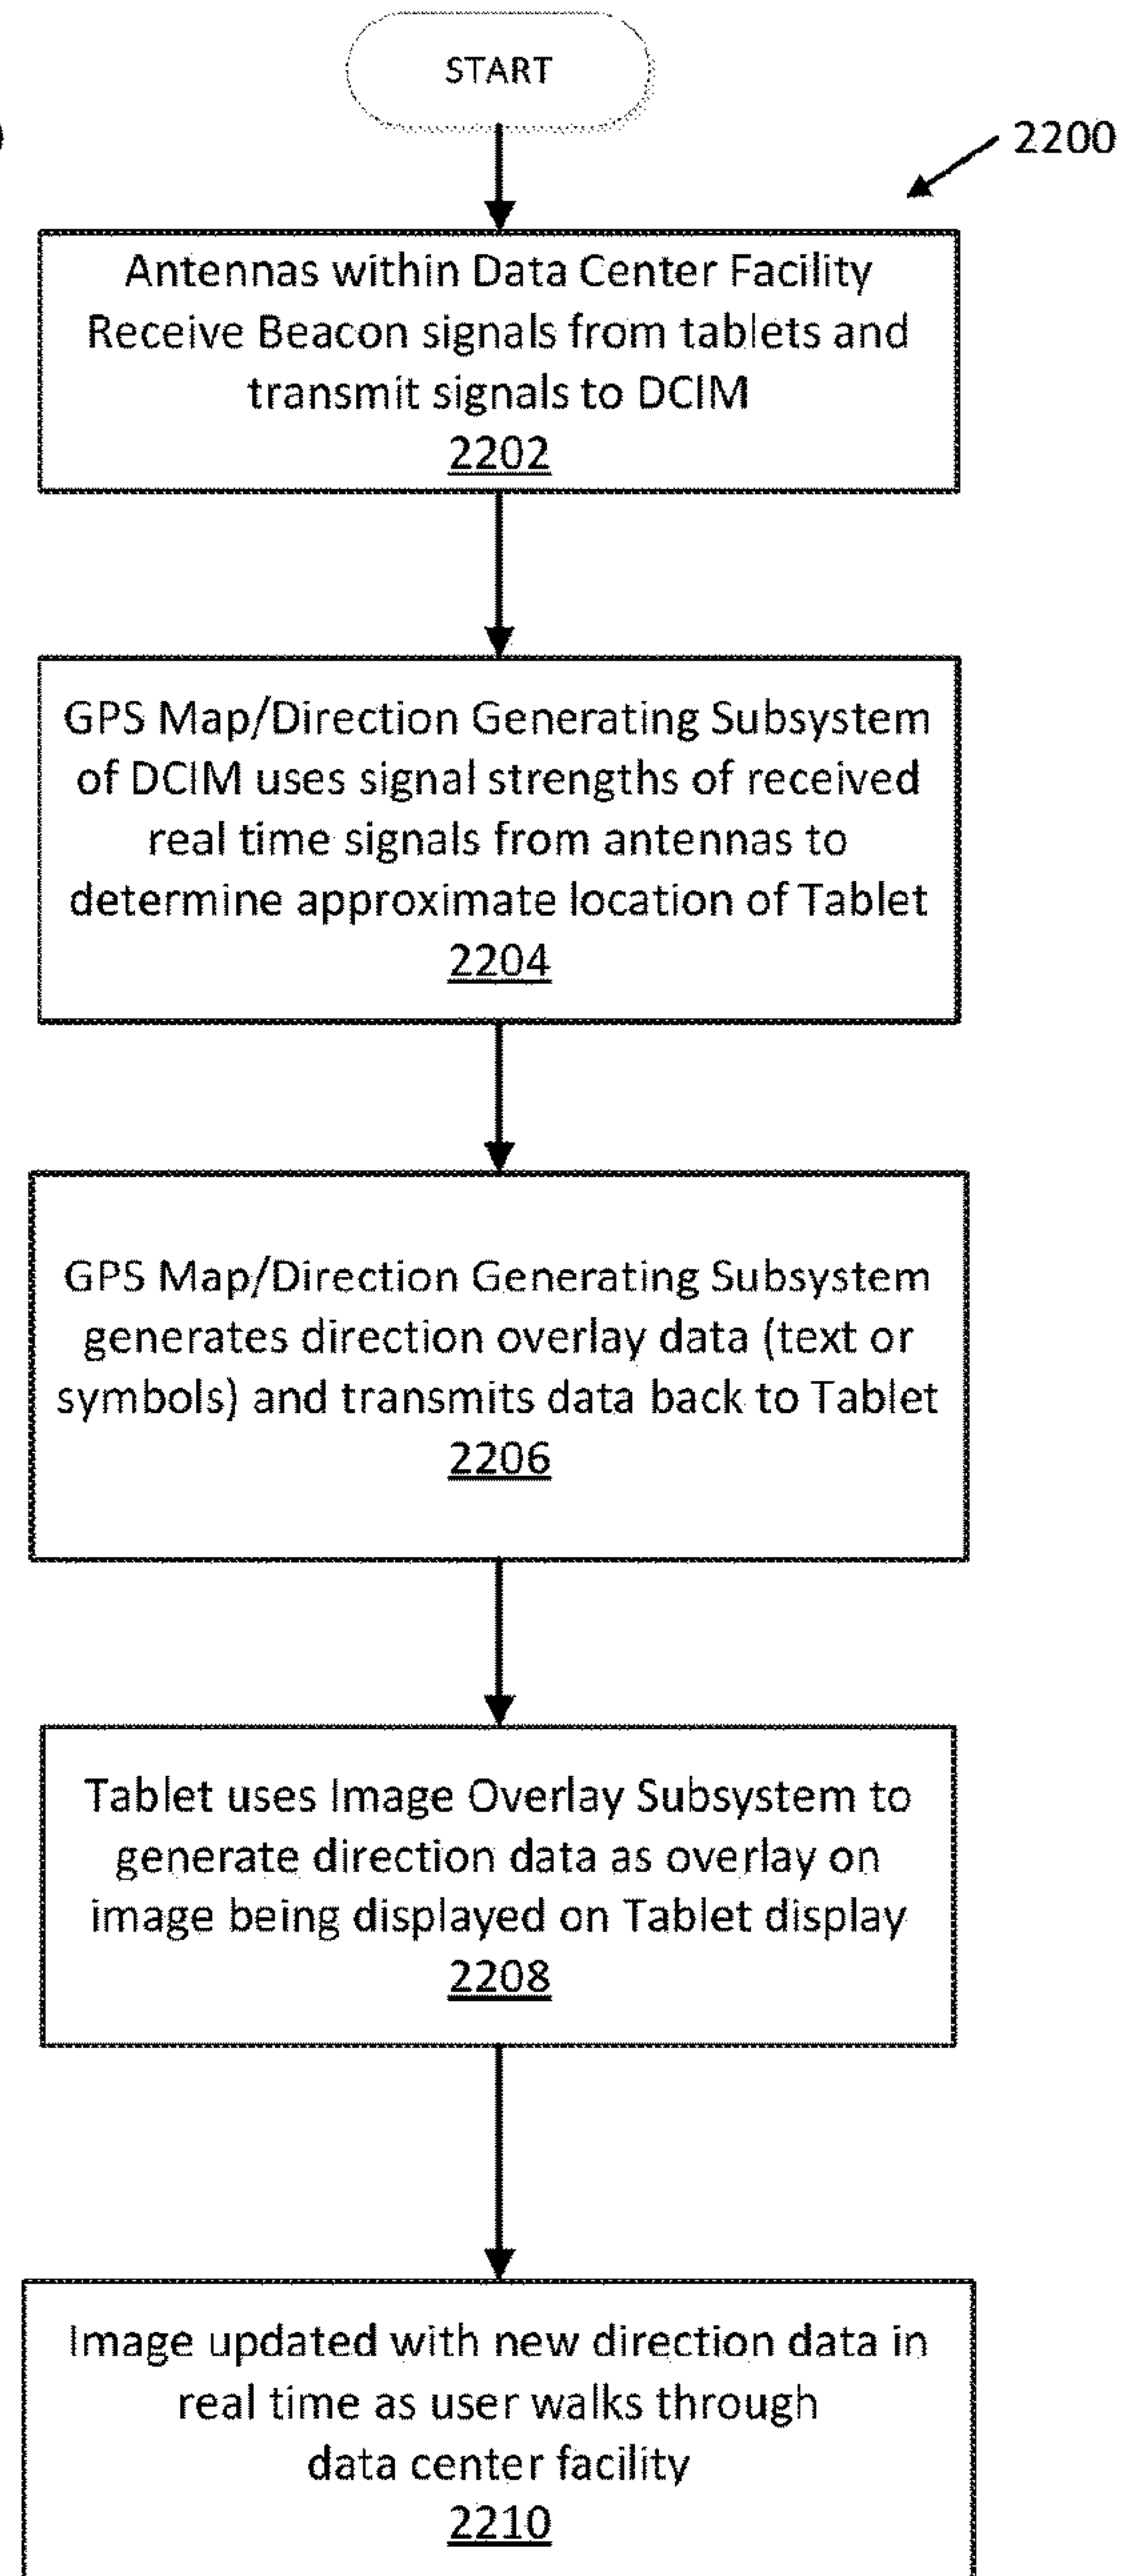 START
2200
Antennas within Data Center Facility
Receive Beacon signals from tablets and
transmit signals to DCIM
2202
GPS Map/Direction Generating Subsystem
of DCIM uses signal strengths of received
real time signals from antennas to
determine approximate location of Tablet
2204
GPS Map/Direction Generating Subsystem
generates direction overlay data (text or
symbols) and transmits data back to Tablet
2206
Tablet uses Image Overlay Subsystem to
generate direction data as overlay on
image being displayed on Tablet display
2208
Image updated with new direction data in
real time as user walks through
data center facility
2210